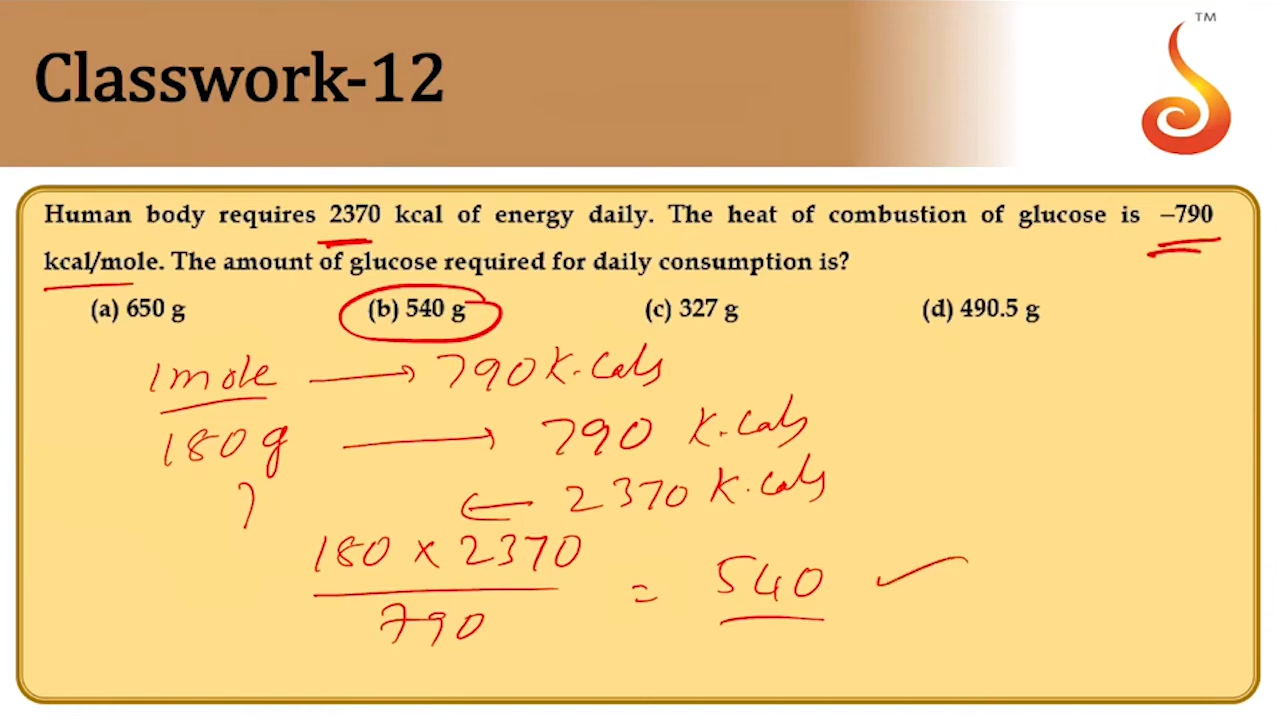 TM
Classwork-12
Human body requires 2370 kcal of energy daily. The heat of combustion of glucose is −790
kcal/mole. The amount of glucose required for daily consumption is?
(a) 650 g (b) 540 g (c) 327 g (d) 490.5 g
1mole → 790 K.Cals
180 g → 790 K.Cals
? ← 2370 K.Cals
180 × 2370
790
= 540 ✓